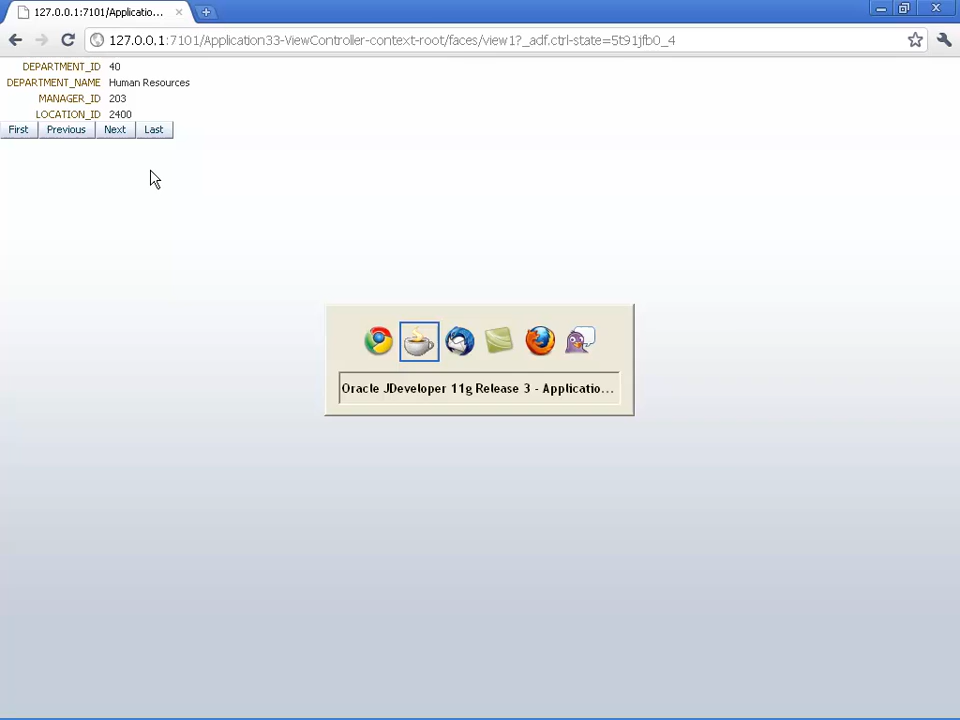 127.0.0.1:7101/Applicatio...
127.0.0.1:7101/Application33-ViewController-context-root/faces/view1?_adf.ctrl-state=5t91jfb0_4
DEPARTMENT_ID 40
DEPARTMENT_NAME Human Resources
MANAGER_ID 203
LOCATION_ID 2400
First Previous Next Last
Oracle JDeveloper 11g Release 3 - Applicatio...